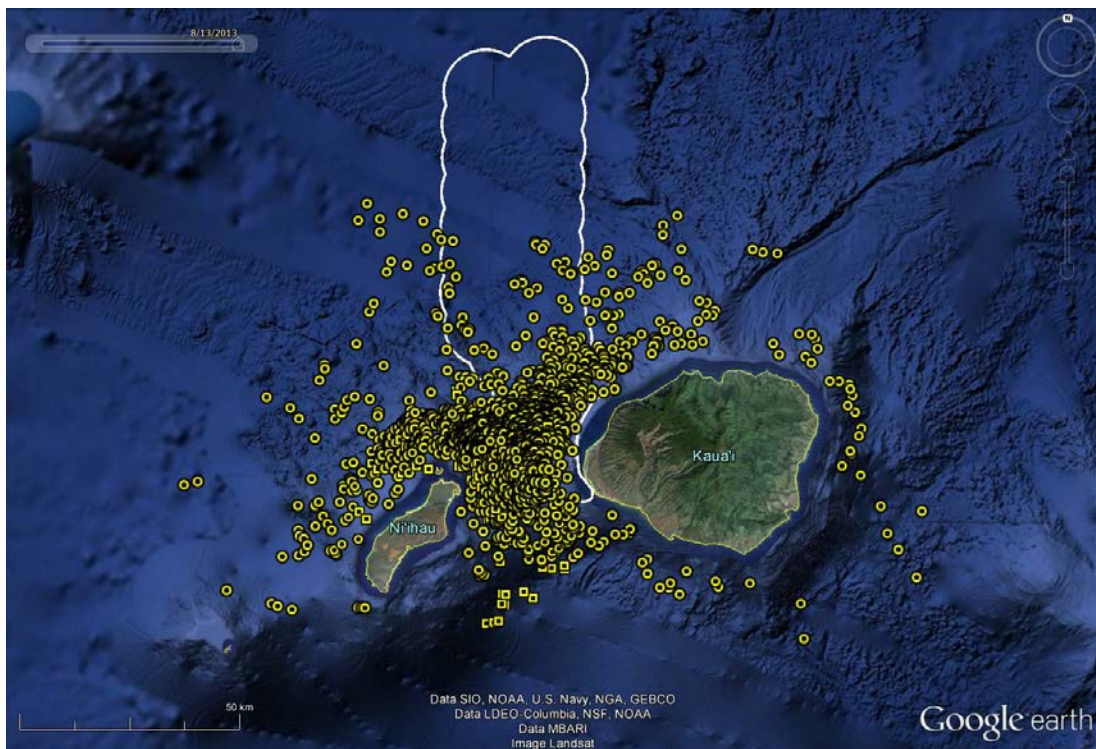 8/13/2013
N
Kaua'i
Ni'ihau
50 km
Data SIO, NOAA, U.S. Navy, NGA, GEBCO
Data LDEO-Columbia, NSF, NOAA
Data MBARI
Image Landsat
Google earth